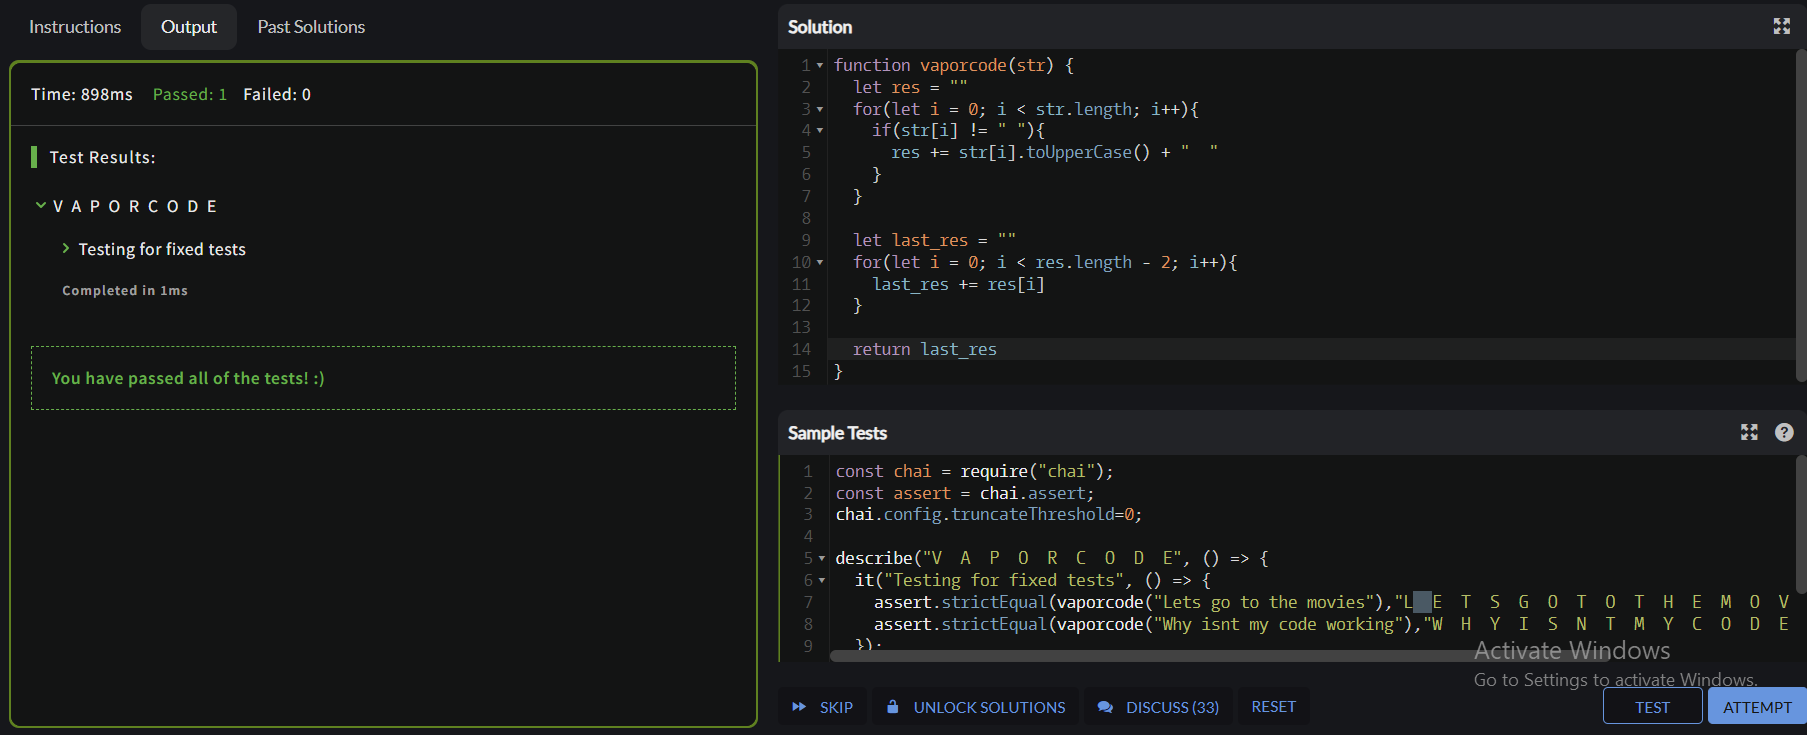 Instructions
Output
Past Solutions
Time: 898ms Passed: 1 Failed: 0
Test Results:
V A P O R C O D E
Testing for fixed tests
Completed in 1ms
You have passed all of the tests! :)
Solution
1 function vaporcode(str) {
2   let res = ""
3   for(let i = 0; i < str.length; i++){
4     if(str[i] != " "){
5       res += str[i].toUpperCase() + "  "
6     }
7   }
8
9   let last_res = ""
10   for(let i = 0; i < res.length - 2; i++){
11     last_res += res[i]
12   }
13
14   return last_res
15 }
Sample Tests
?
1 const chai = require("chai");
2 const assert = chai.assert;
3 chai.config.truncateThreshold=0;
4
5 describe("V  A  P  O  R  C  O  D  E", () => {
6   it("Testing for fixed tests", () => {
7     assert.strictEqual(vaporcode("Lets go to the movies"),"L  E  T  S  G  O  T  O  T  H  E  M  O  V
8     assert.strictEqual(vaporcode("Why isnt my code working"),"W  H  Y  I  S  N  T  M  Y  C  O  D  E
9   });
Activate Windows
Go to Settings to activate Windows.
SKIP
UNLOCK SOLUTIONS
DISCUSS (33)
RESET
TEST
ATTEMPT